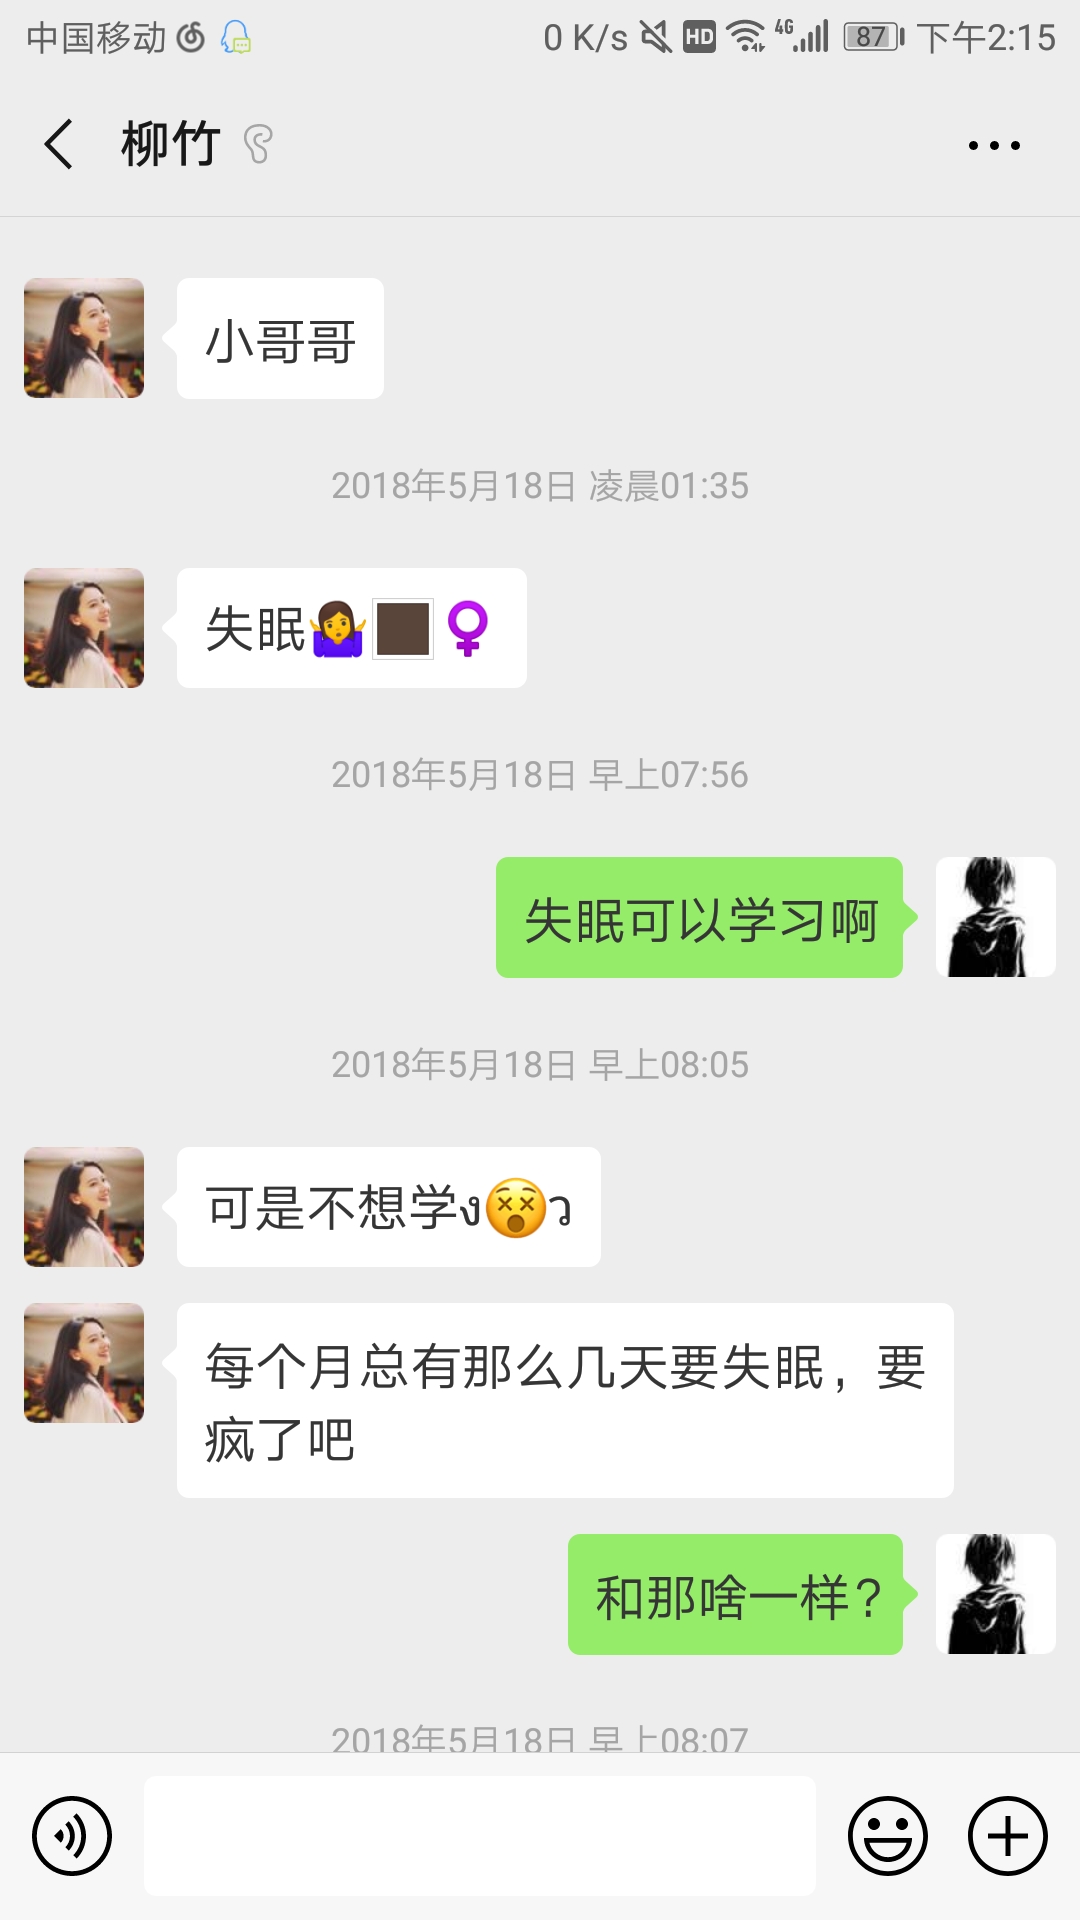 中国移动 0 K/s HD 4G 87 下午2:15
柳竹
小哥哥
2018年5月18日 凌晨01:35
失眠🤷‍♀️🏿♀
2018年5月18日 早上07:56
失眠可以学习啊
2018年5月18日 早上08:05
可是不想学ง😵ว
每个月总有那么几天要失眠，要
疯了吧
和那啥一样？
2018年5月18日 早上08:07